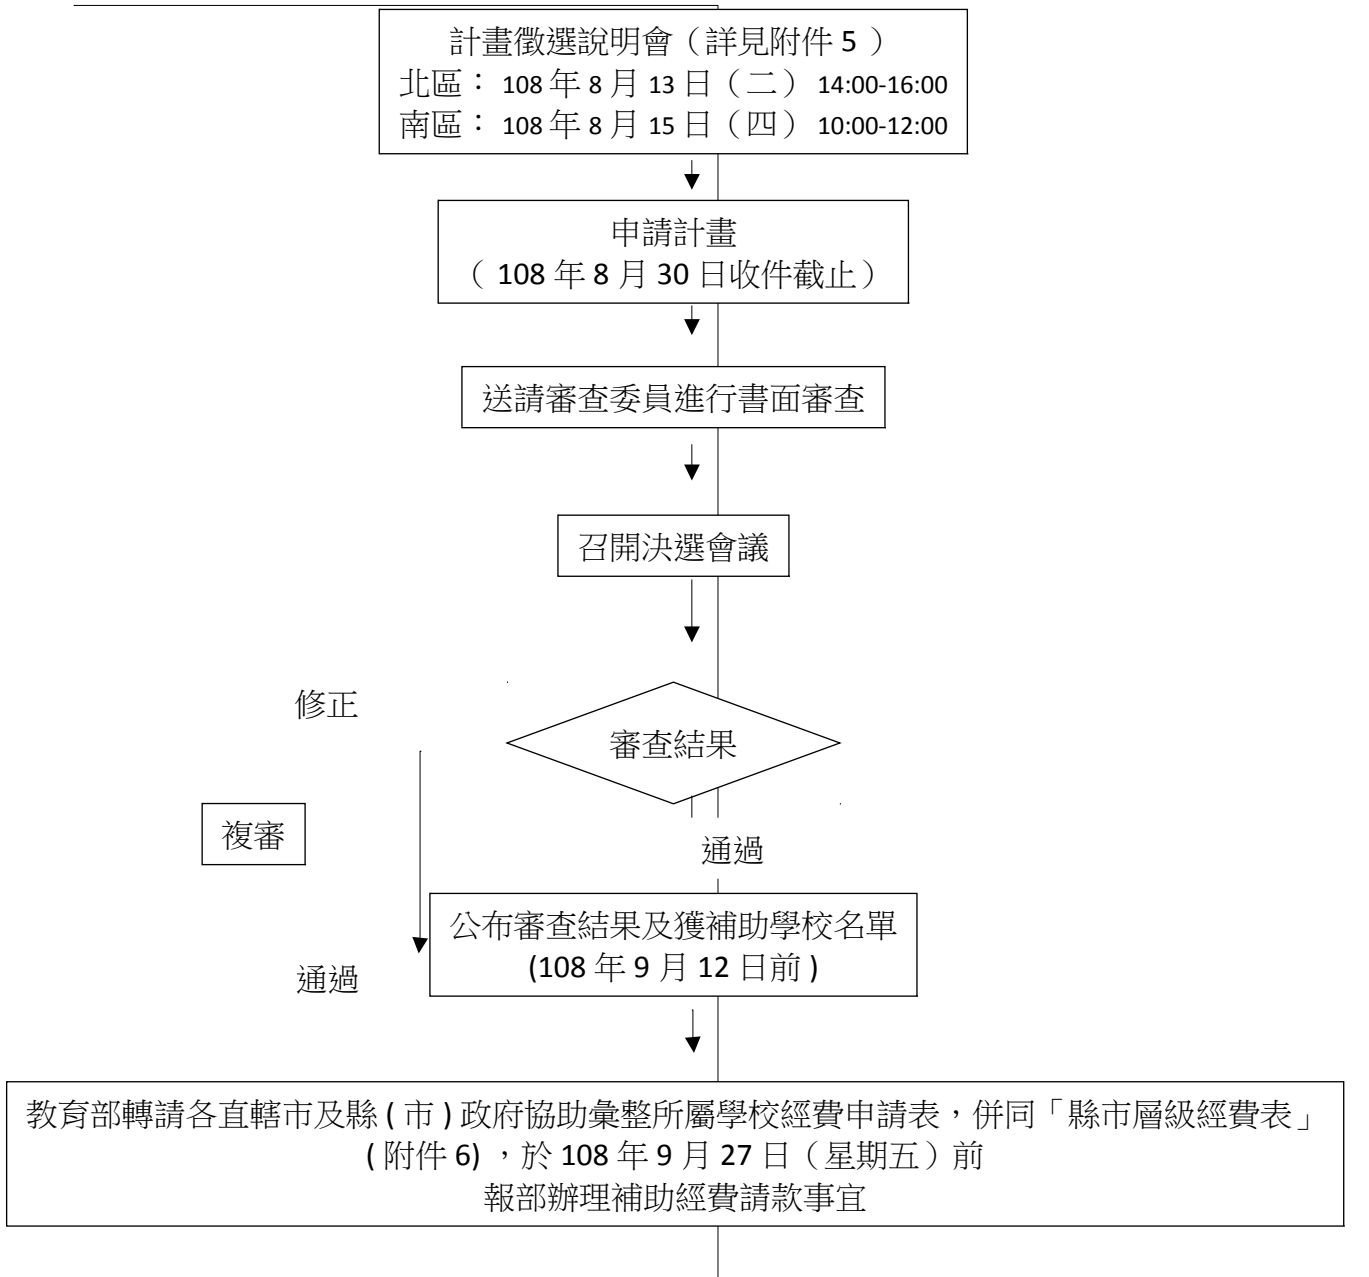 計畫徵選說明會（詳見附件 5 ）
北區： 108 年 8 月 13 日（二） 14:00-16:00
南區： 108 年 8 月 15 日（四） 10:00-12:00
申請計畫
（ 108 年 8 月 30 日收件截止）
送請審查委員進行書面審查
召開決選會議
修正
審查結果
複審
通過
公布審查結果及獲補助學校名單
(108 年 9 月 12 日前 )
通過
教育部轉請各直轄市及縣 ( 市 ) 政府協助彙整所屬學校經費申請表，併同「縣市層級經費表」
( 附件 6) ，於 108 年 9 月 27 日（星期五）前
報部辦理補助經費請款事宜